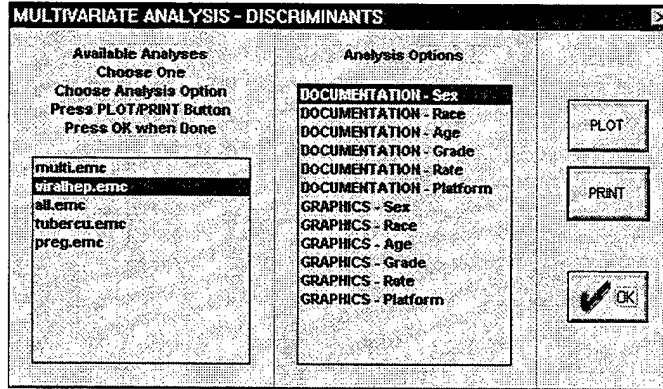 MULTIVARIATE ANALYSIS - DISCRIMINANTS
Available Analyses
Choose One
Choose Analysis Option
Press PLOT/PRINT Button
Press OK when Done
multi.emc
viralhep.emc
all.emc
tubercu.emc
preg.emc
Analysis Options
DOCUMENTATION - Sex
DOCUMENTATION - Race
DOCUMENTATION - Age
DOCUMENTATION - Grade
DOCUMENTATION - Rate
DOCUMENTATION - Platform
GRAPHICS - Sex
GRAPHICS - Race
GRAPHICS - Age
GRAPHICS - Grade
GRAPHICS - Rate
GRAPHICS - Platform
PLOT
PRINT
OK